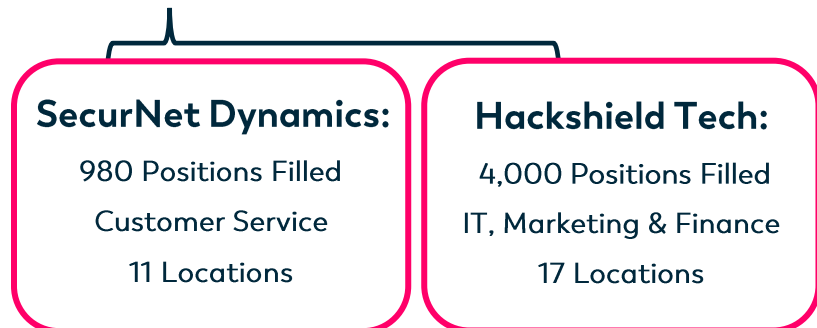 SecurNet Dynamics:
980 Positions Filled
Customer Service
11 Locations
Hackshield Tech:
4,000 Positions Filled
IT, Marketing & Finance
17 Locations